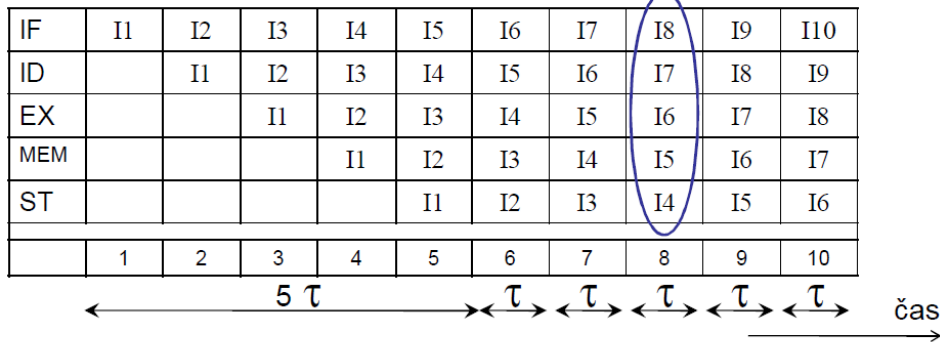 IF I1 I2 I3 I4 I5 I6 I7 I8 I9 I10
ID I1 I2 I3 I4 I5 I6 I7 I8 I9
EX I1 I2 I3 I4 I5 I6 I7 I8
MEM I1 I2 I3 I4 I5 I6 I7
ST I1 I2 I3 I4 I5 I6
1 2 3 4 5 6 7 8 9 10
5 τ τ τ τ τ τ
čas